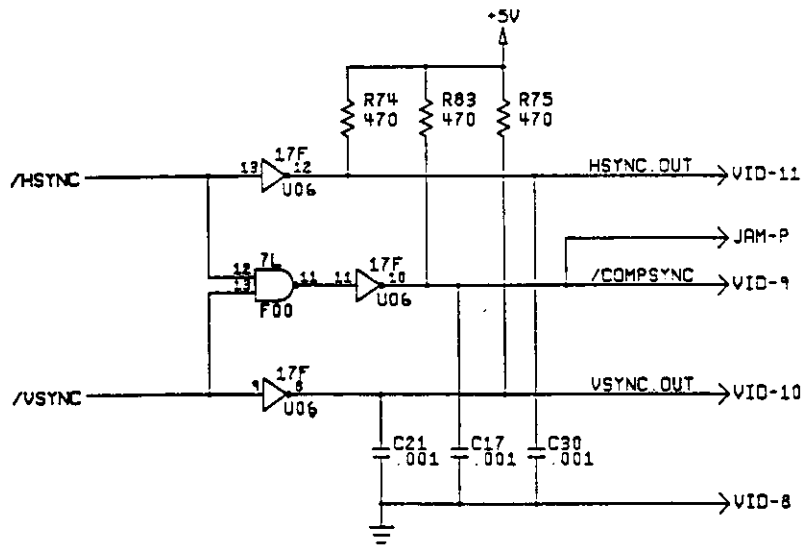 +5V
R74 R83 R75
470 470 470
/HSYNC 13 17F 12 U06 HSYNC.OUT VID-11
JAM-P
7L 12 13 11 F00 11 17F 10 U06 /COMPSYNC VID-9
/VSYNC 9 17F 8 U06 VSYNC.OUT VID-10
C21 C17 C30
.001 .001 .001
VID-8